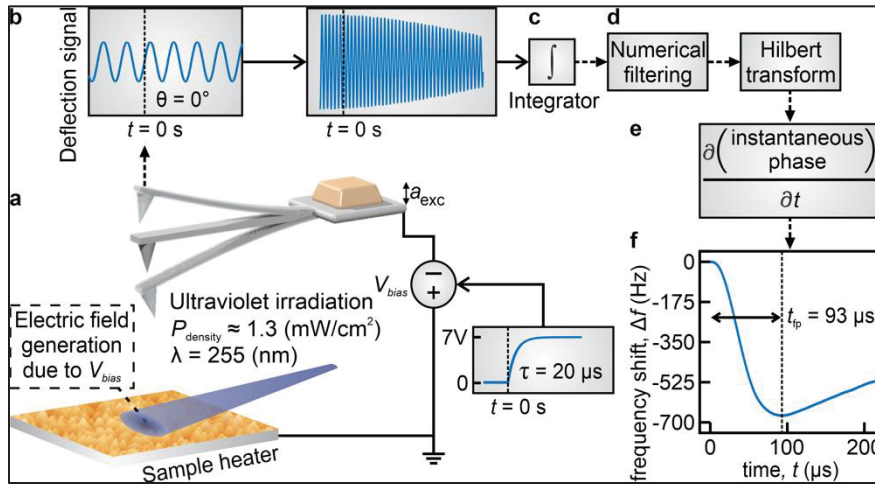 b
Deflection signal
θ = 0°
t = 0 s
t = 0 s
c
∫
Integrator
d
Numerical
filtering
Hilbert
transform
e
∂(instantaneous
phase)
∂t
a
a_exc
V_bias
−
+
Ultraviolet irradiation
P_density ≈ 1.3 (mW/cm²)
λ = 255 (nm)
Electric field
generation
due to V_bias
Sample heater
7V
0
τ = 20 µs
t = 0 s
f
frequency shift, Δf (Hz)
0
-175
-350
-525
-700
t_fp = 93 µs
0
100
200
time, t (µs)